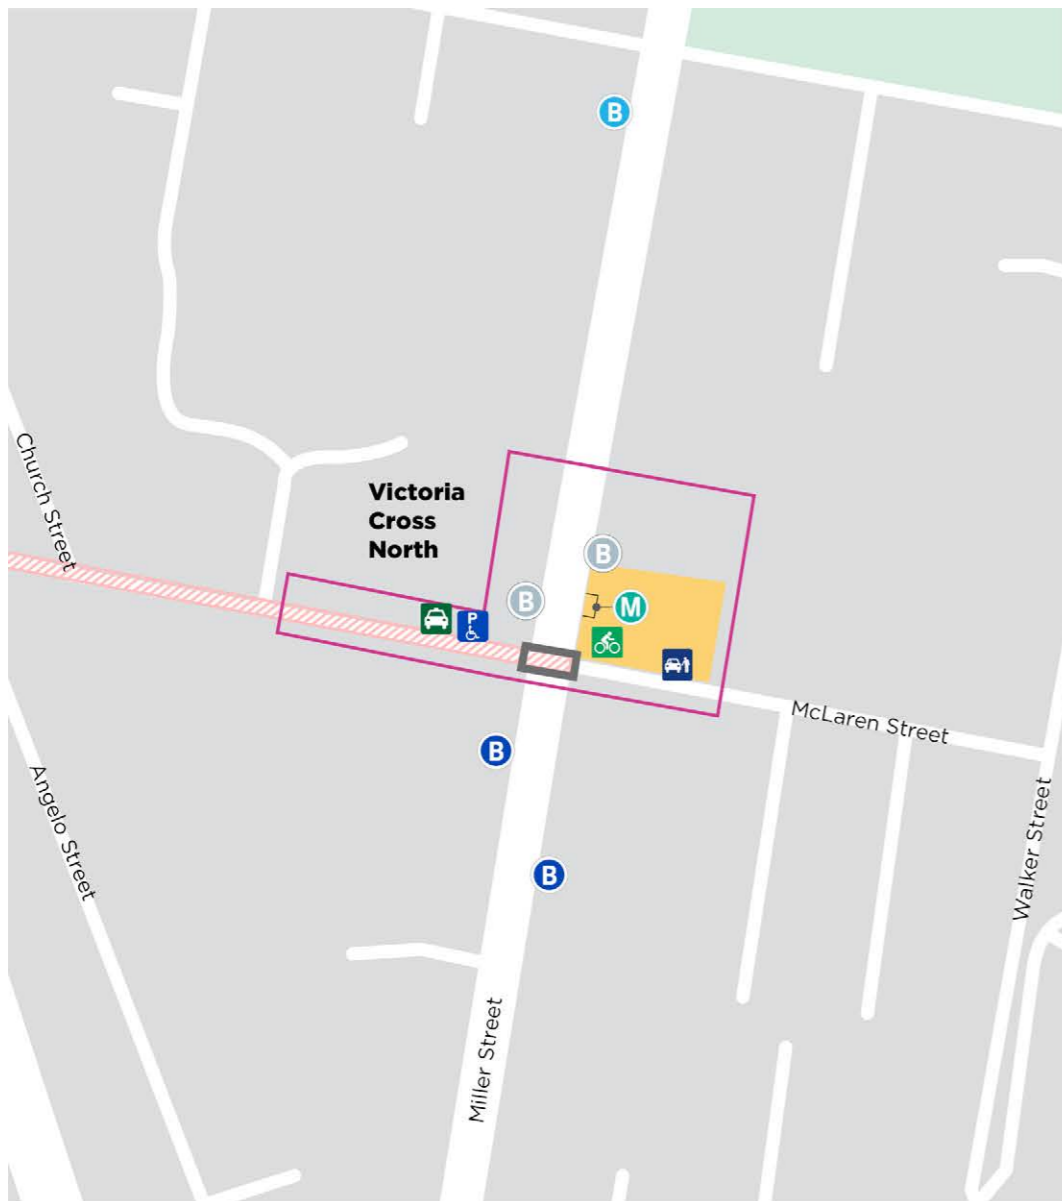 B
Church Street
Victoria
Cross
North
B
B
M
P
B
McLaren Street
Angelo Street
Walker Street
B
Miller Street